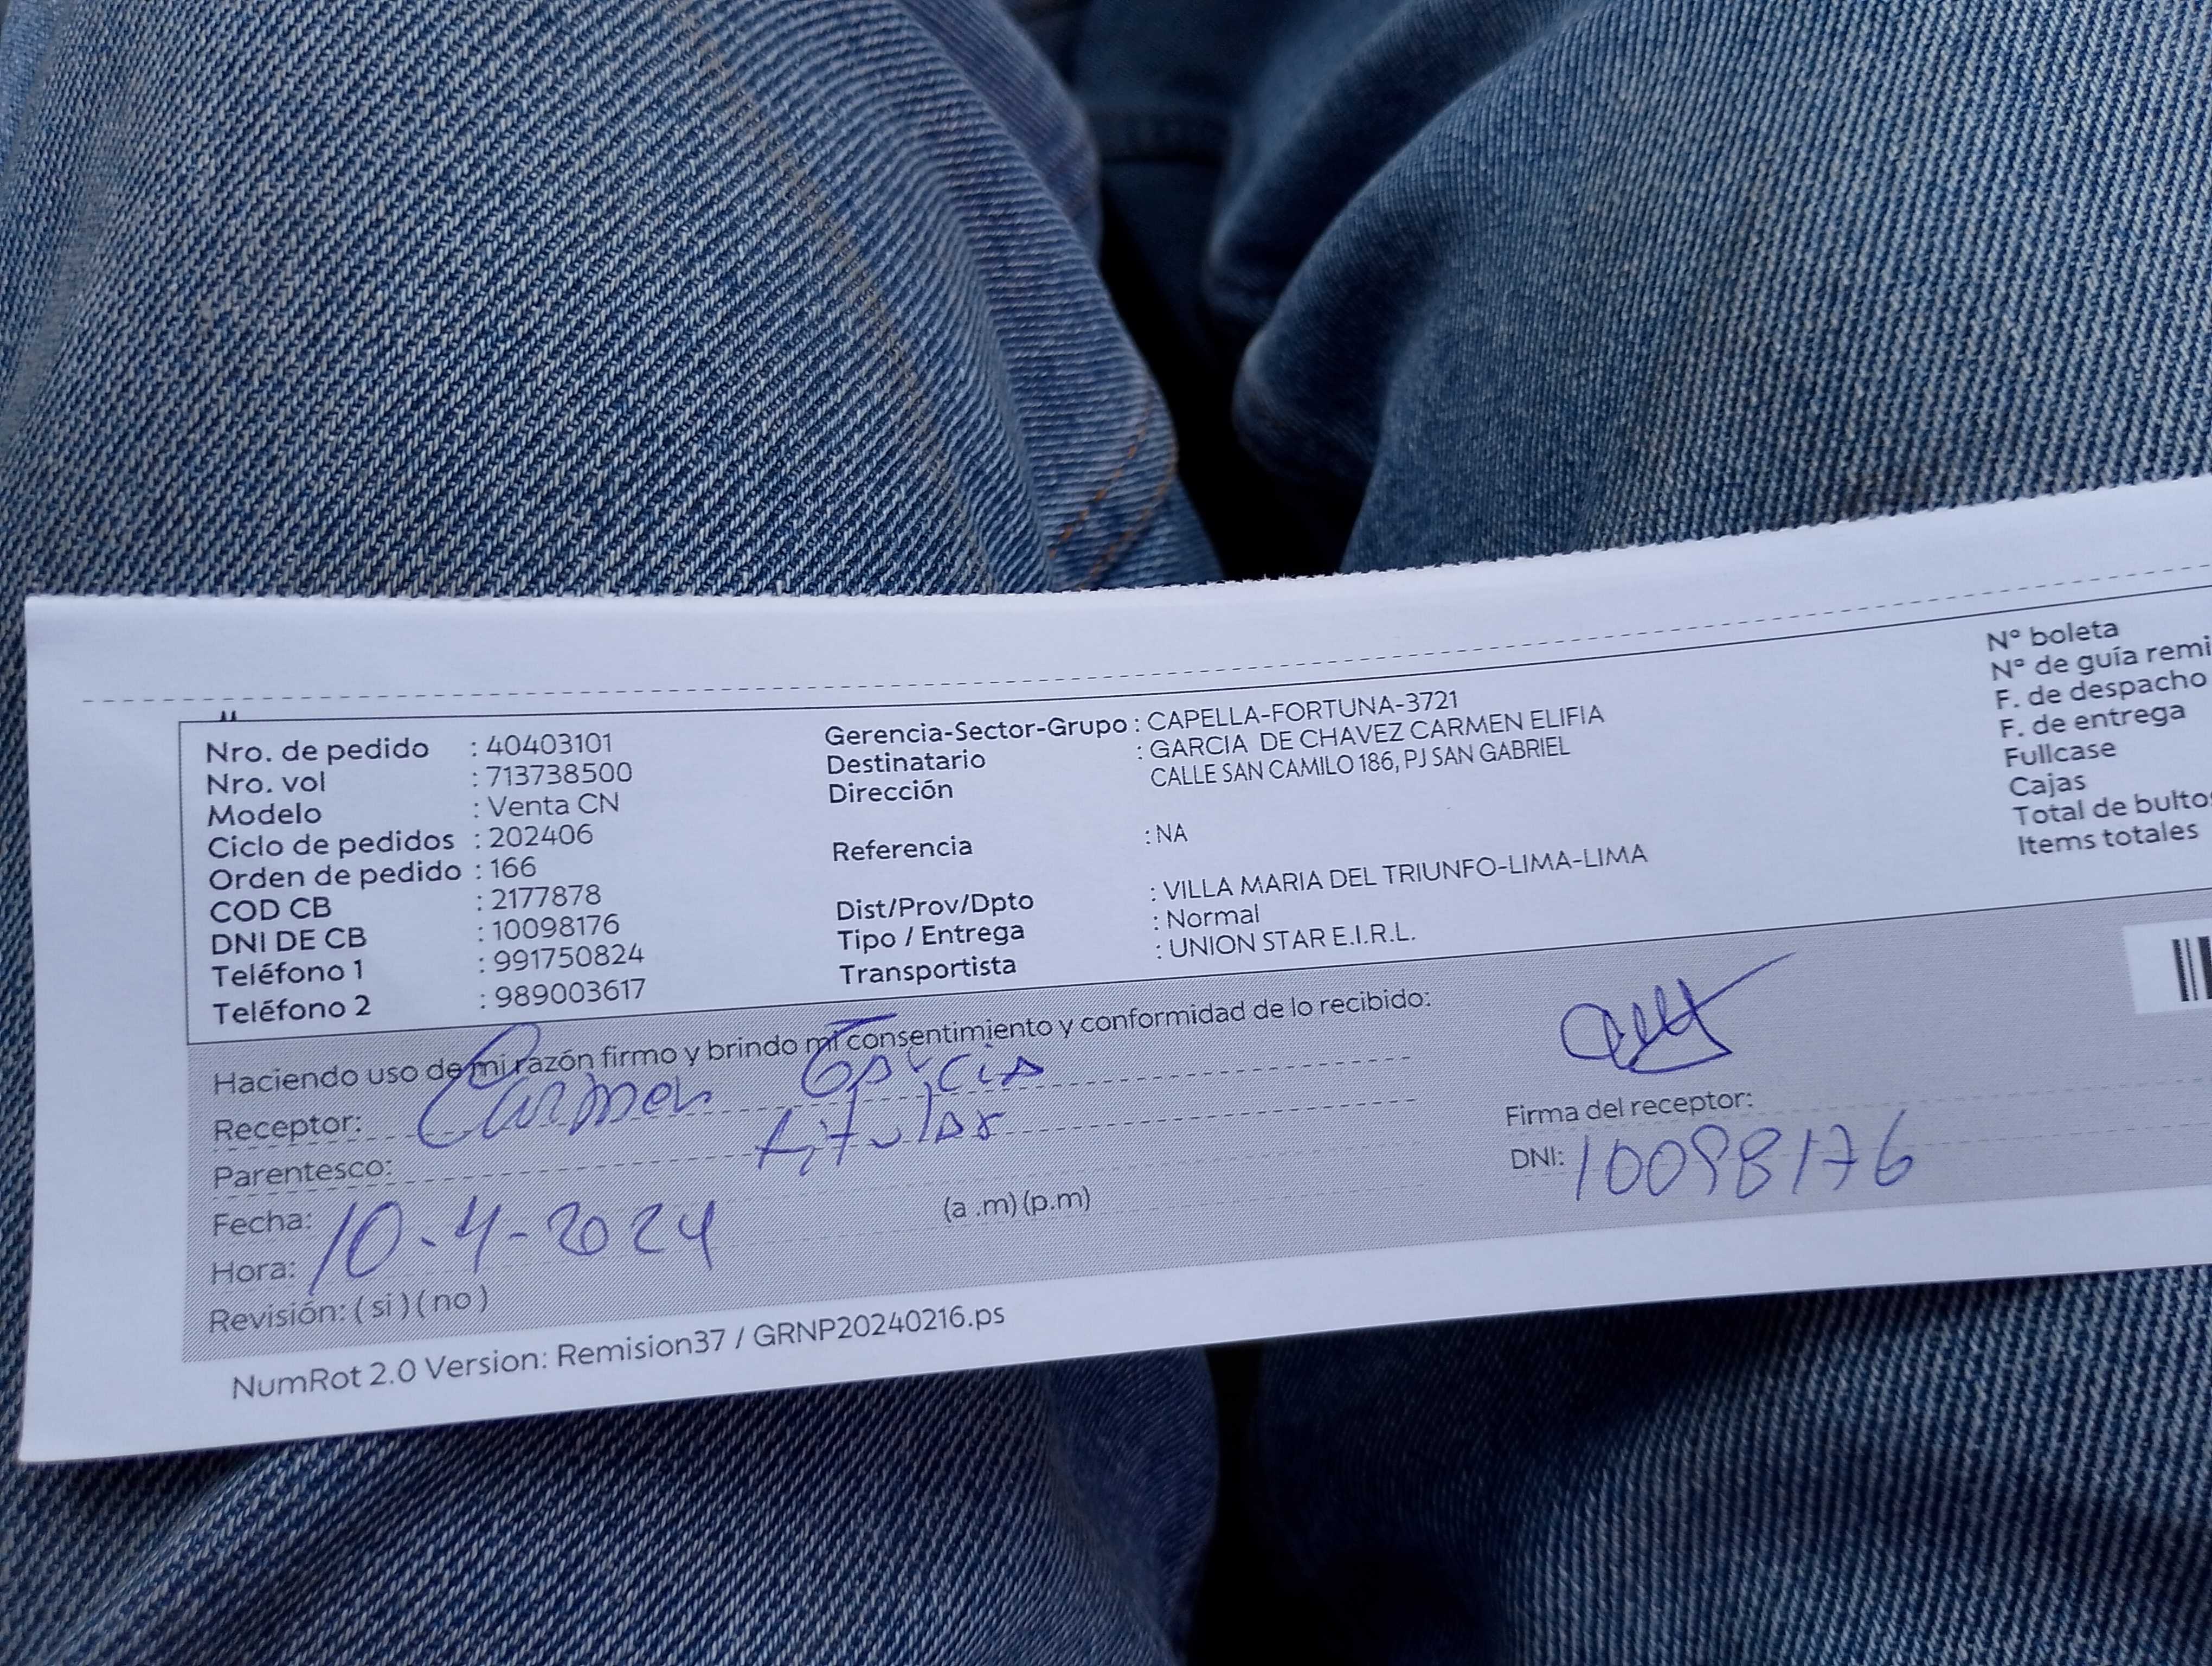 Nro. de pedido : 40403101
Nro. vol : 713738500
Modelo : Venta CN
Ciclo de pedidos : 202406
Orden de pedido : 166
COD CB : 2177878
DNI DE CB : 10098176
Teléfono 1 : 991750824
Teléfono 2 : 989003617
Gerencia-Sector-Grupo : CAPELLA-FORTUNA-3721
Destinatario : GARCIA DE CHAVEZ CARMEN ELIFIA
Dirección CALLE SAN CAMILO 186, PJ SAN GABRIEL
Referencia : NA
Dist/Prov/Dpto : VILLA MARIA DEL TRIUNFO-LIMA-LIMA
Tipo / Entrega : Normal
Transportista : UNION STAR E.I.R.L.
N° boleta
N° de guía remi
F. de despacho
F. de entrega
Fullcase
Cajas
Total de bultos
Items totales
Haciendo uso de mi razón firmo y brindo mi consentimiento y conformidad de lo recibido:
Receptor: Carmen Garcia
Parentesco: titular
Fecha: 10-4-2024
Hora: (a .m) (p.m)
Revisión: ( si ) ( no )
Firma del receptor:
DNI: 10098176
NumRot 2.0 Version: Remision37 / GRNP20240216.ps